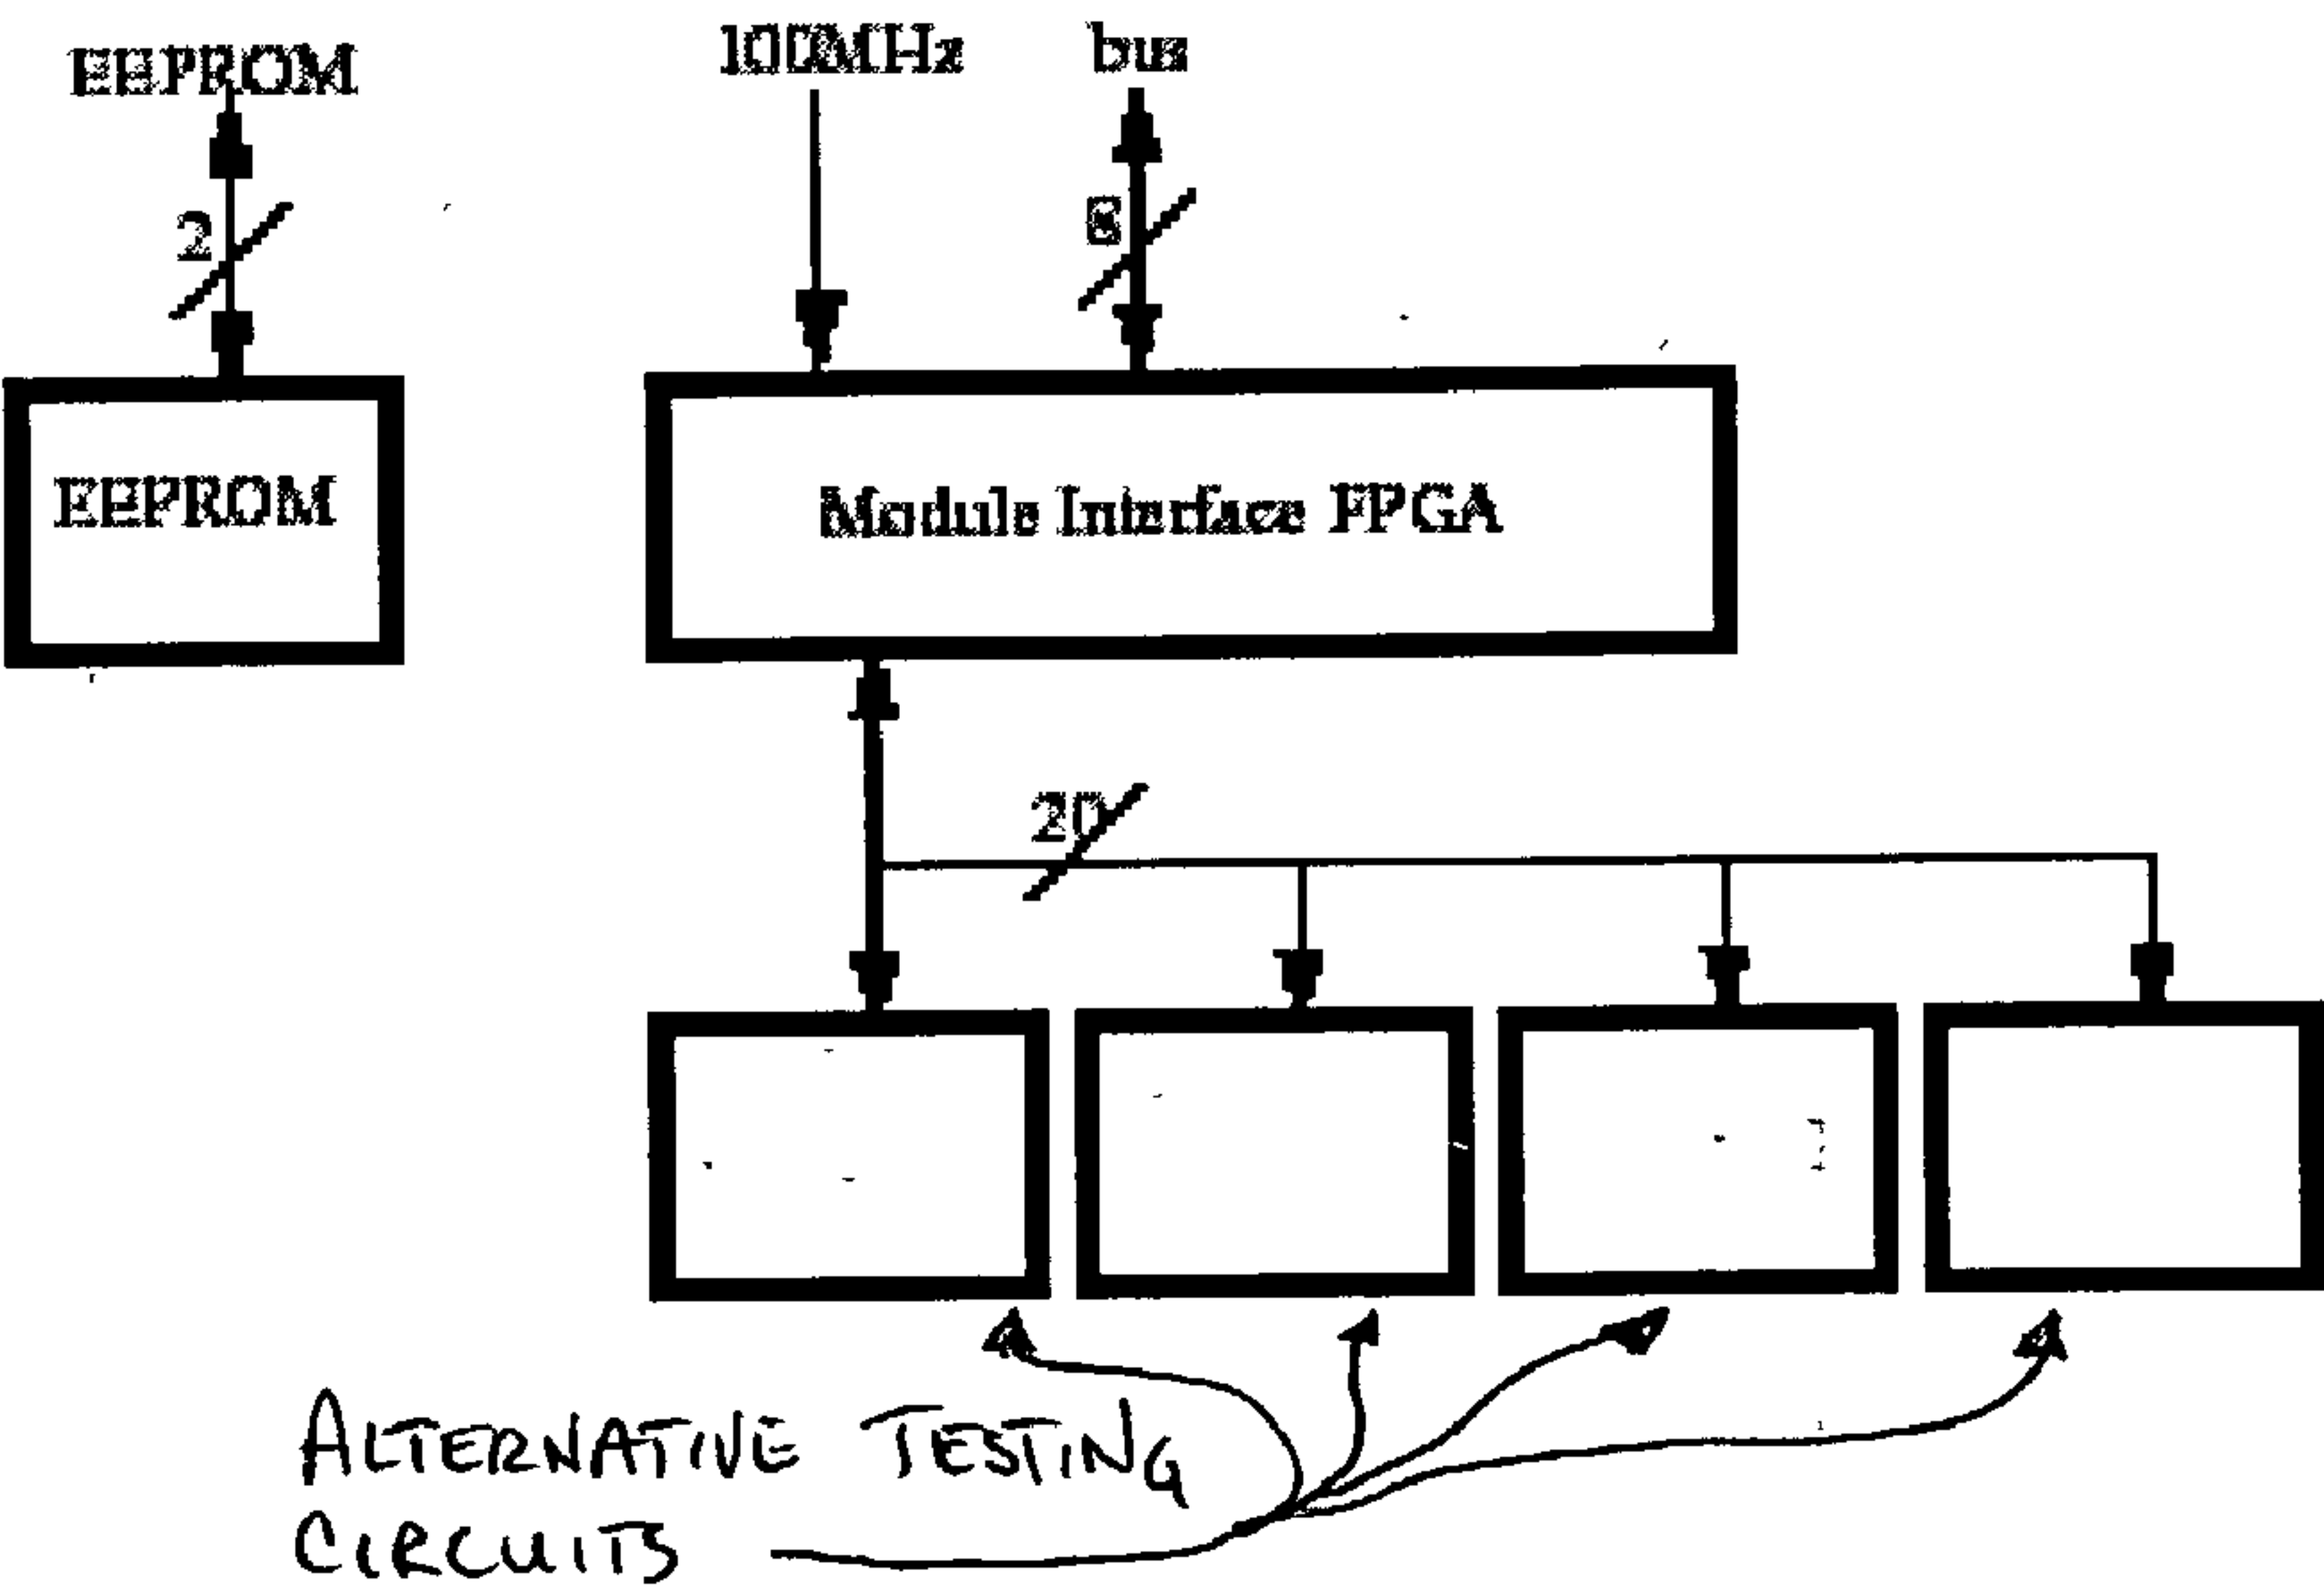 EEPROM
100MHz
bus
2
EEPROM
Module Interface FPGA
20
ALTERNATIVE TESTING
CIRCUITS